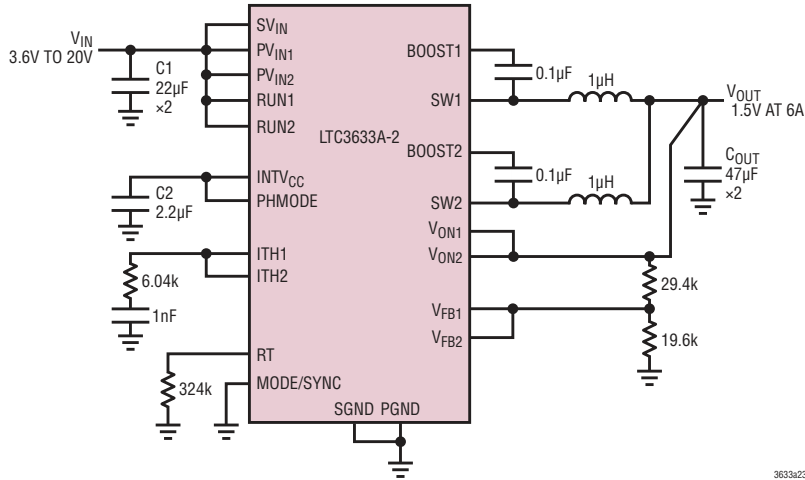 VIN
3.6V TO 20V
C1
22µF
×2
C2
2.2µF
6.04k
1nF
324k
SVIN
PVIN1
PVIN2
RUN1
RUN2
INTVCC
PHMODE
ITH1
ITH2
RT
MODE/SYNC
SGND PGND
LTC3633A-2
BOOST1
SW1
BOOST2
SW2
VON1
VON2
VFB1
VFB2
0.1µF
1µH
0.1µF
1µH
VOUT
1.5V AT 6A
COUT
47µF
×2
29.4k
19.6k
3633a23